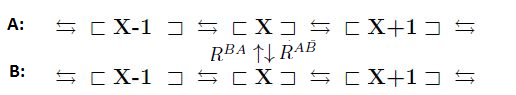 A: ⇆ ⊏ X-1 ⊐ ⇆ ⊏ X ⊐ ⇆ ⊏ X+1 ⊐ ⇆
R^{BA} ↑↓ R^{AB̄}
B: ⇆ ⊏ X-1 ⊐ ⇆ ⊏ X ⊐ ⇆ ⊏ X+1 ⊐ ⇆